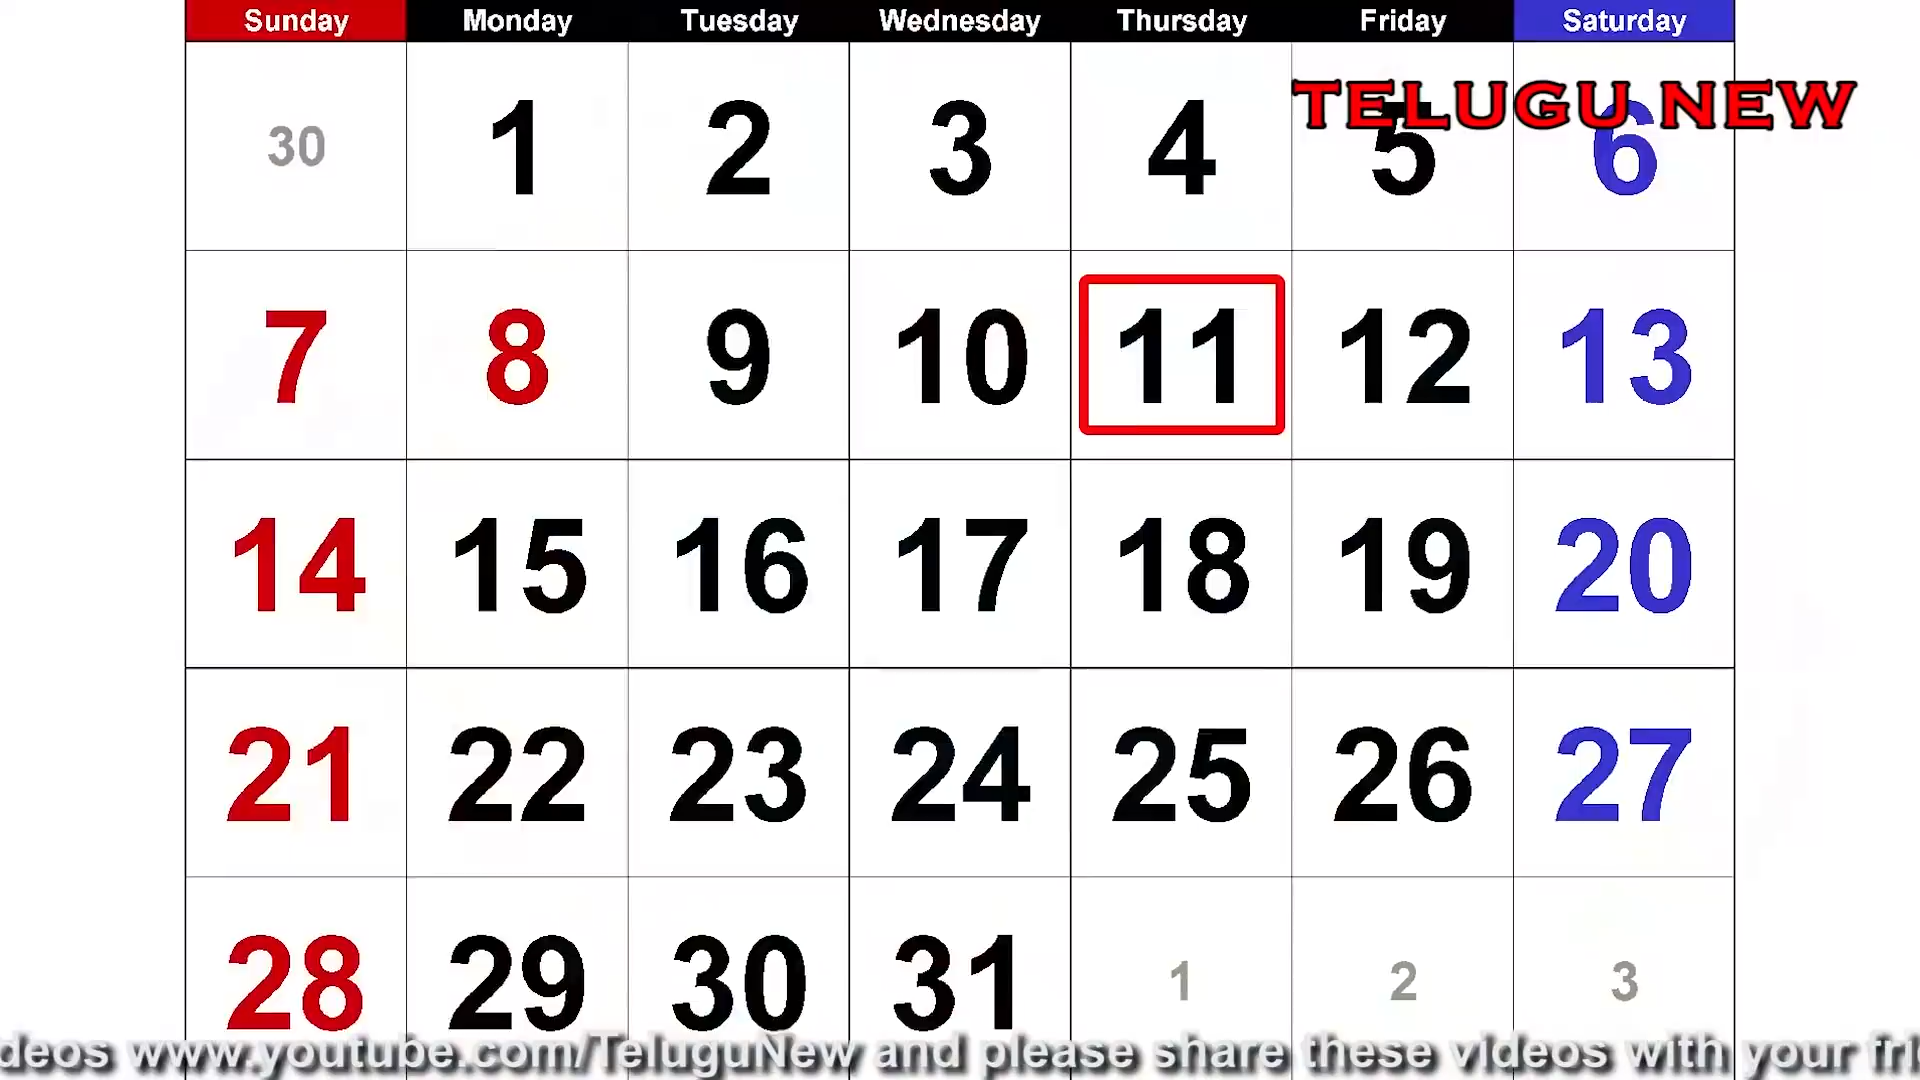 Sunday Monday Tuesday Wednesday Thursday Friday Saturday
TELUGU NEW
30 1 2 3 4 5 6
7 8 9 10 11 12 13
14 15 16 17 18 19 20
21 22 23 24 25 26 27
28 29 30 31 1 2 3
www.youtube.com/TeluguNew and please share these videos with your